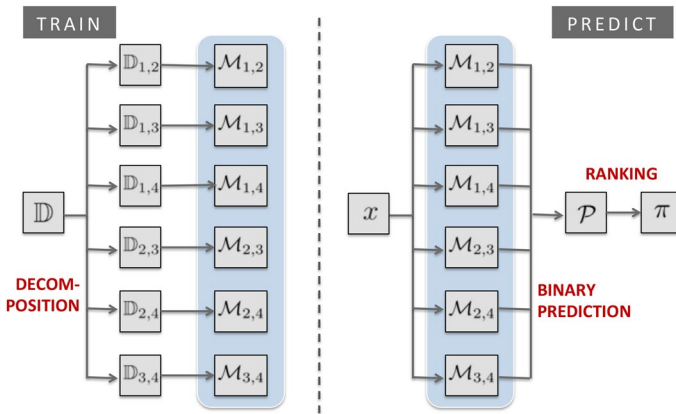 TRAIN
𝔻
DECOM-
POSITION
𝔻1,2
ℳ1,2
𝔻1,3
ℳ1,3
𝔻1,4
ℳ1,4
𝔻2,3
ℳ2,3
𝔻2,4
ℳ2,4
𝔻3,4
ℳ3,4
PREDICT
x
ℳ1,2
ℳ1,3
ℳ1,4
ℳ2,3
ℳ2,4
ℳ3,4
BINARY
PREDICTION
𝒫
RANKING
π